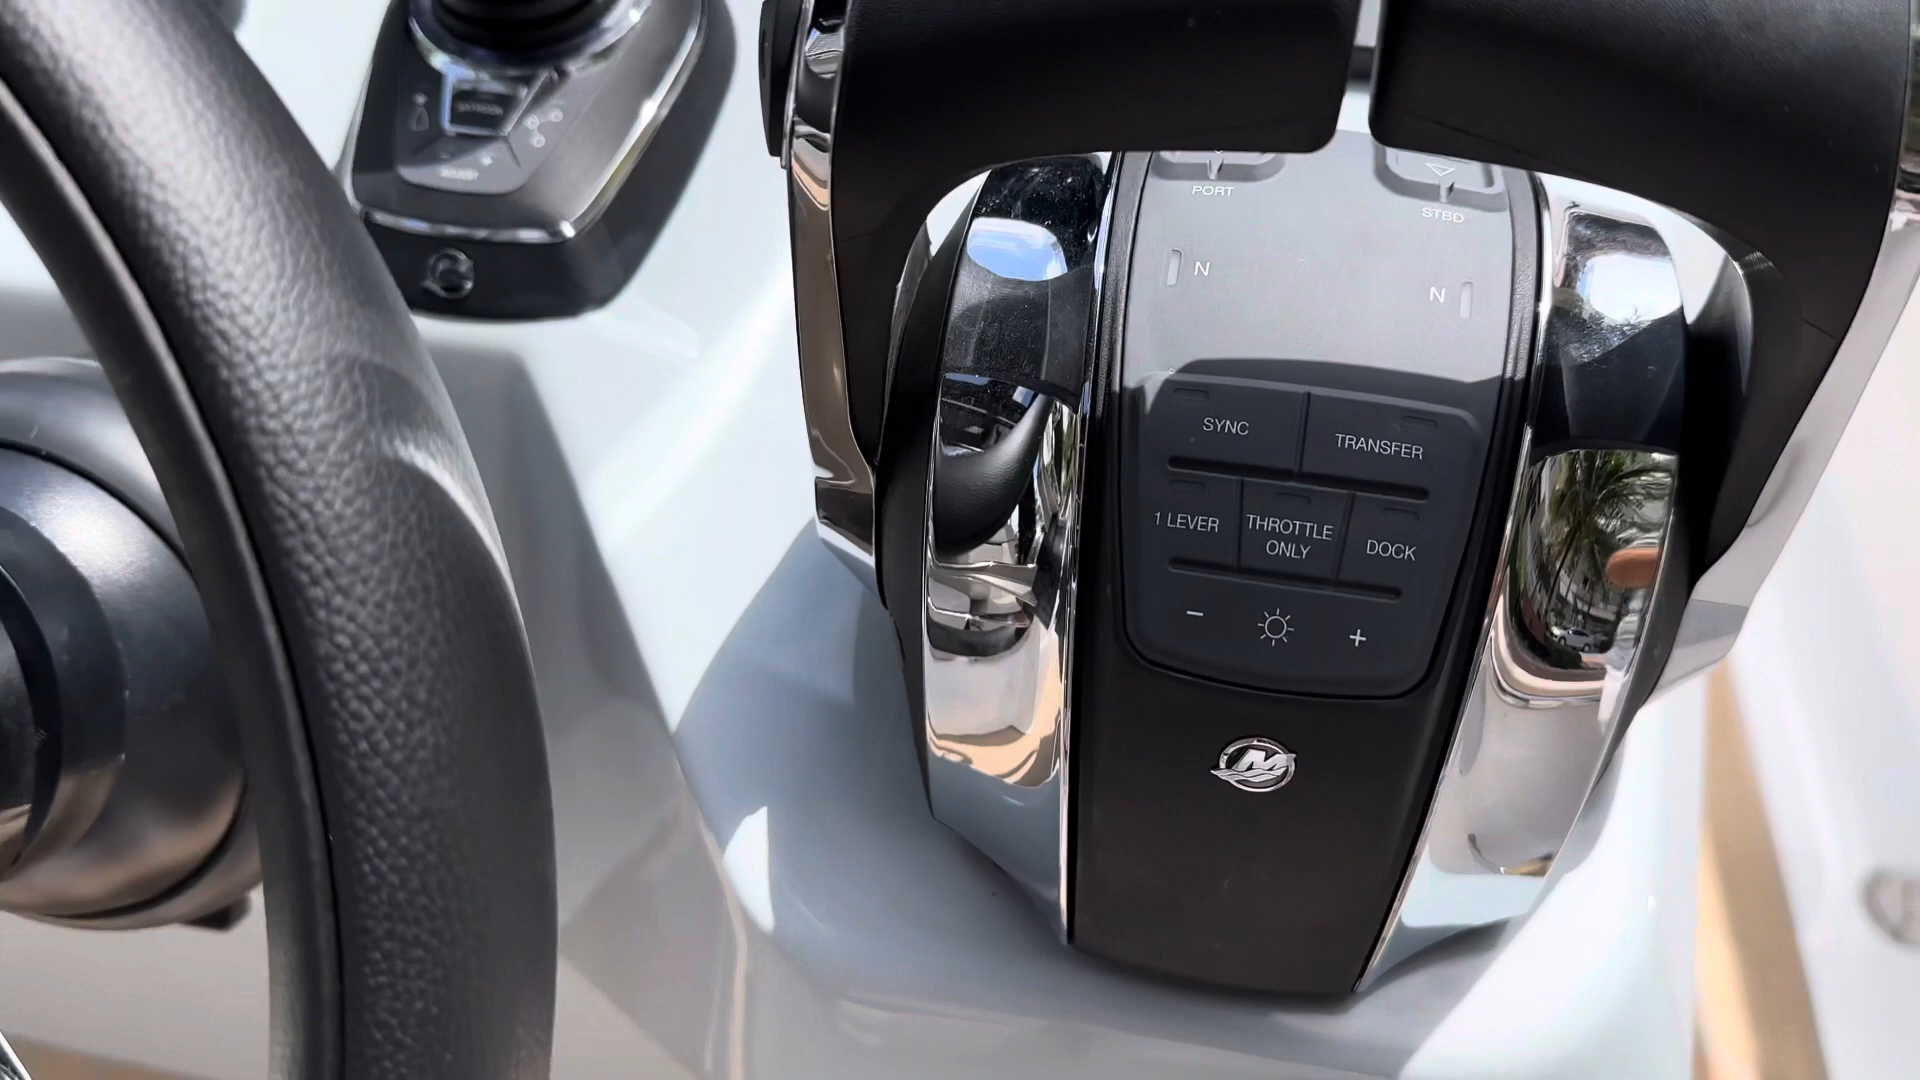 PORT
STBD
N
N
SYNC
TRANSFER
1 LEVER
THROTTLE
ONLY
DOCK
- +
M